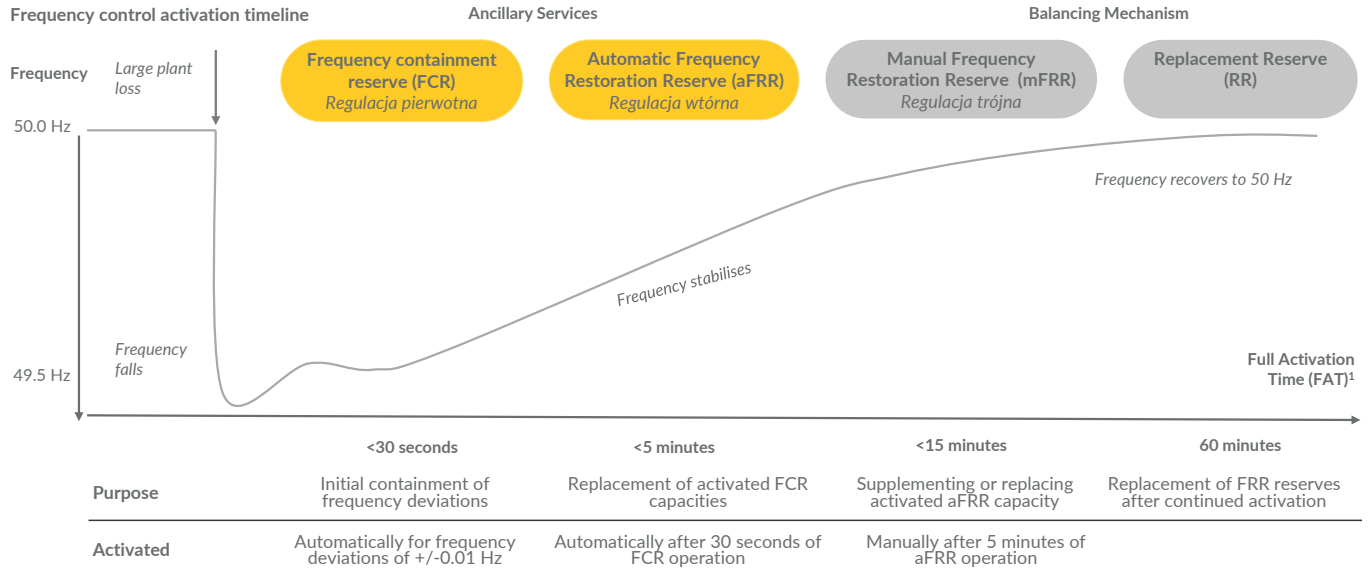 Frequency control activation timeline
Ancillary Services
Balancing Mechanism
Frequency
Large plant
loss
Frequency containment
reserve (FCR)
Regulacja pierwotna
Automatic Frequency
Restoration Reserve (aFRR)
Regulacja wtórna
Manual Frequency
Restoration Reserve (mFRR)
Regulacja trójna
Replacement Reserve
(RR)
50.0 Hz
Frequency recovers to 50 Hz
Frequency stabilises
Frequency
falls
49.5 Hz
Full Activation
Time (FAT)¹
<30 seconds
<5 minutes
<15 minutes
60 minutes
Purpose
Initial containment of
frequency deviations
Replacement of activated FCR
capacities
Supplementing or replacing
activated aFRR capacity
Replacement of FRR reserves
after continued activation
Activated
Automatically for frequency
deviations of +/-0.01 Hz
Automatically after 30 seconds of
FCR operation
Manually after 5 minutes of
aFRR operation